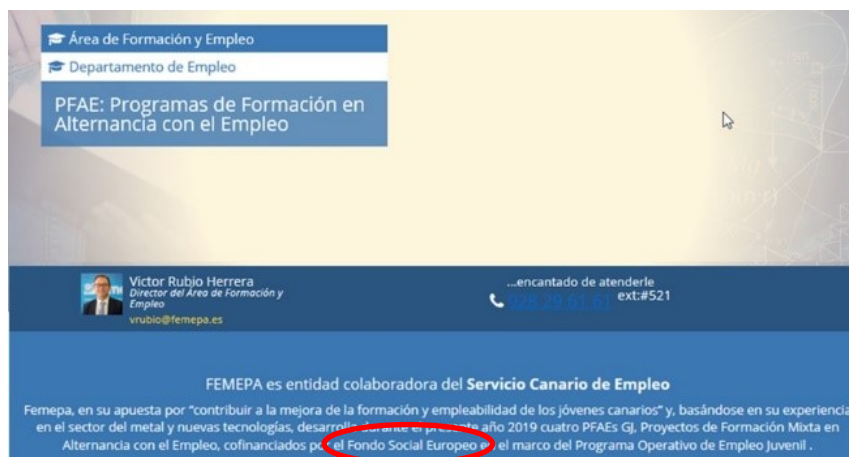 Área de Formación y Empleo
Departamento de Empleo
PFAE: Programas de Formación en
Alternancia con el Empleo
Victor Rubio Herrera
Director del Área de Formación y
Empleo
vrubio@femepa.es
...encantado de atenderle
928 29 61 61 ext:#521
FEMEPA es entidad colaboradora del Servicio Canario de Empleo
Femepa, en su apuesta por "contribuir a la mejora de la formación y empleabilidad de los jóvenes canarios" y, basándose en su experiencia
en el sector del metal y nuevas tecnologías, desarrolla durante el presente año 2019 cuatro PFAEs GJ, Proyectos de Formación Mixta en
Alternancia con el Empleo, cofinanciados por el Fondo Social Europeo en el marco del Programa Operativo de Empleo Juvenil .